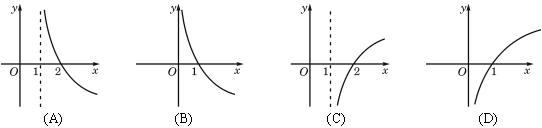 y y y y
O 1 2 x O 1 x O 1 2 x O 1 x
(A) (B) (C) (D)